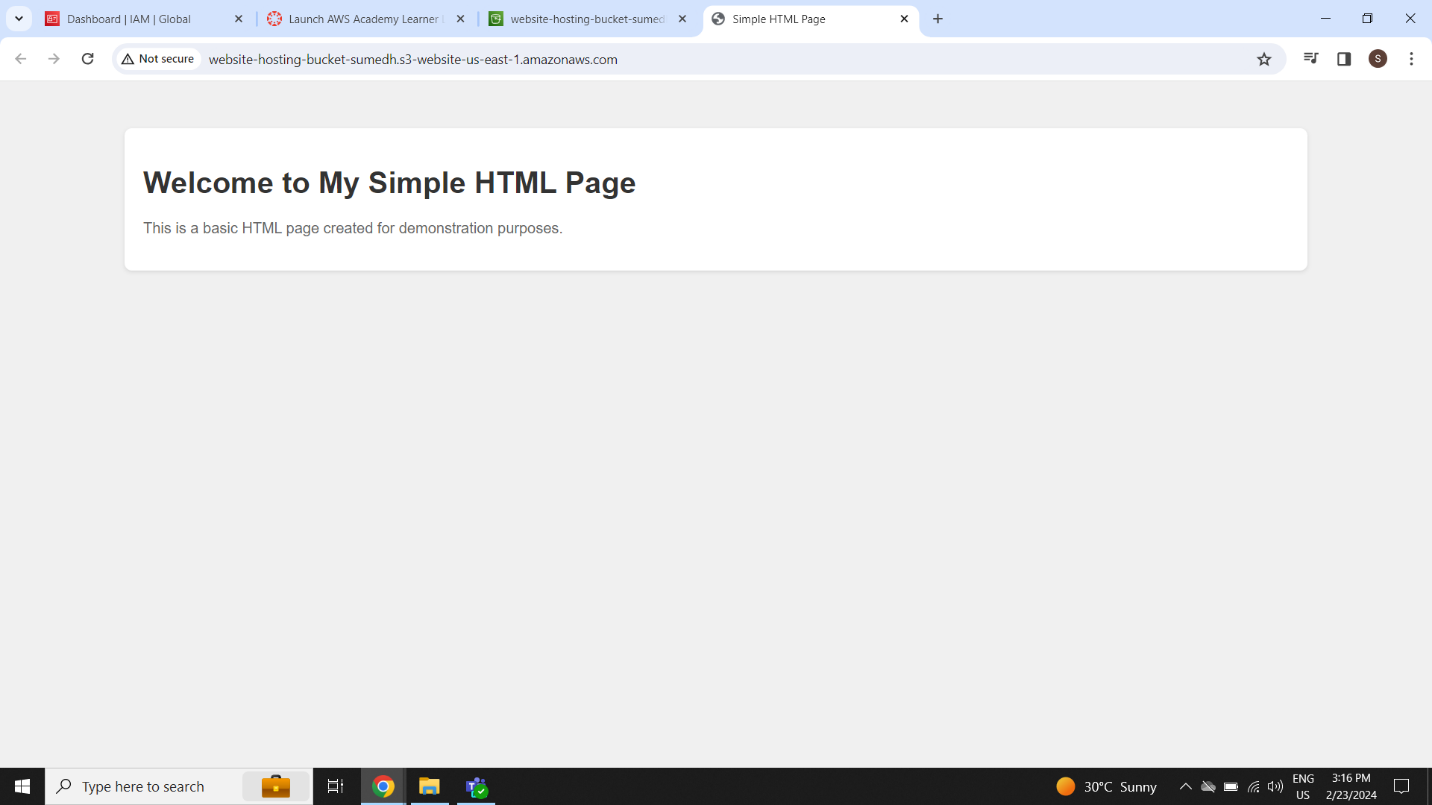 Dashboard | IAM | Global
Launch AWS Academy Learner
website-hosting-bucket-sumed
Simple HTML Page
Not secure
website-hosting-bucket-sumedh.s3-website-us-east-1.amazonaws.com
S
Welcome to My Simple HTML Page
This is a basic HTML page created for demonstration purposes.
Type here to search
30°C Sunny
ENG
US
3:16 PM
2/23/2024